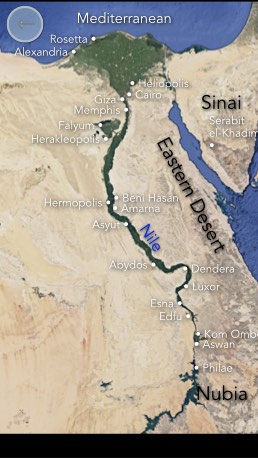 Mediterranean
Rosetta
Alexandria
Heliopolis
Cairo
Giza
Memphis
Sinai
Serabit
el-Khadim
Faiyum
Herakleopolis
Eastern Desert
Beni Hasan
Hermopolis
Amarna
Asyut
Nile
Abydos
Dendera
Luxor
Esna
Edfu
Kom Ombo
Aswan
Philae
Nubia